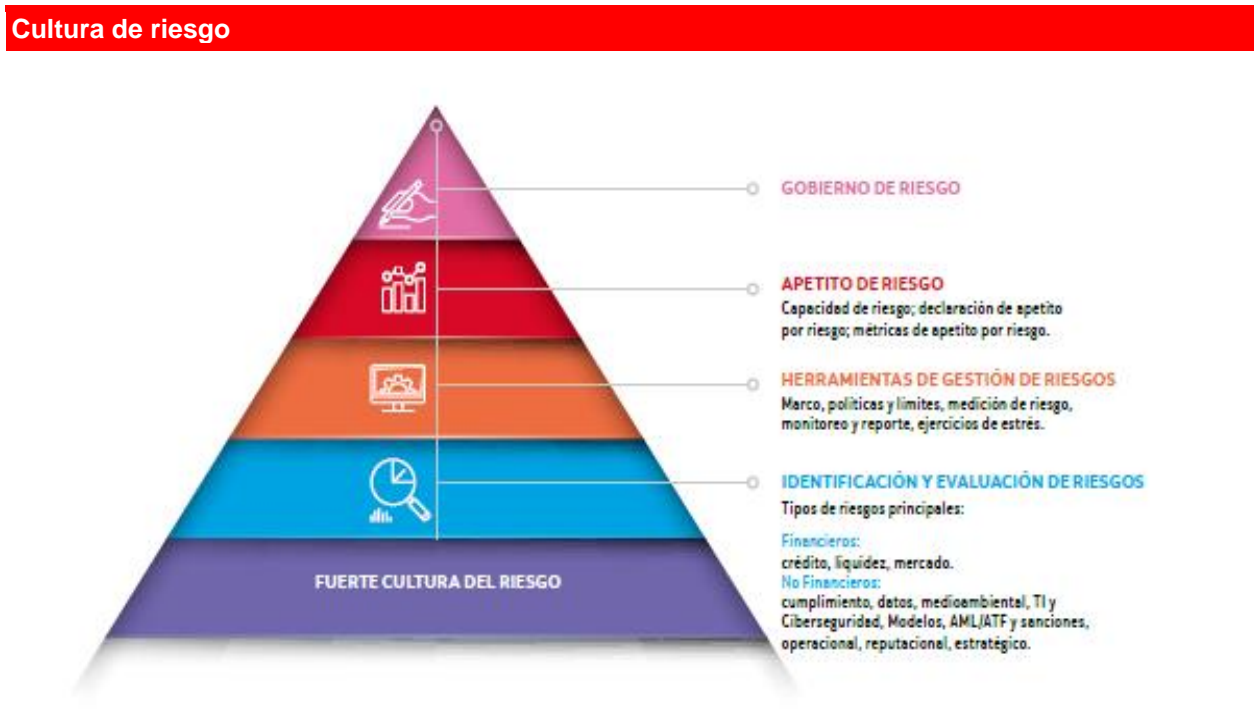 Cultura de riesgo
GOBIERNO DE RIESGO
APETITO DE RIESGO
Capacidad de riesgo; declaración de apetito
por riesgo; métricas de apetito por riesgo.
HERRAMIENTAS DE GESTIÓN DE RIESGOS
Marco, políticas y límites, medición de riesgo,
monitoreo y reporte, ejercicios de estrés.
IDENTIFICACIÓN Y EVALUACIÓN DE RIESGOS
Tipos de riesgos principales:
Financieros:
crédito, liquidez, mercado.
No Financieros:
cumplimiento, datos, medioambiental, TI y
Ciberseguridad, Modelos, AML/ATF y sanciones,
operacional, reputacional, estratégico.
FUERTE CULTURA DEL RIESGO